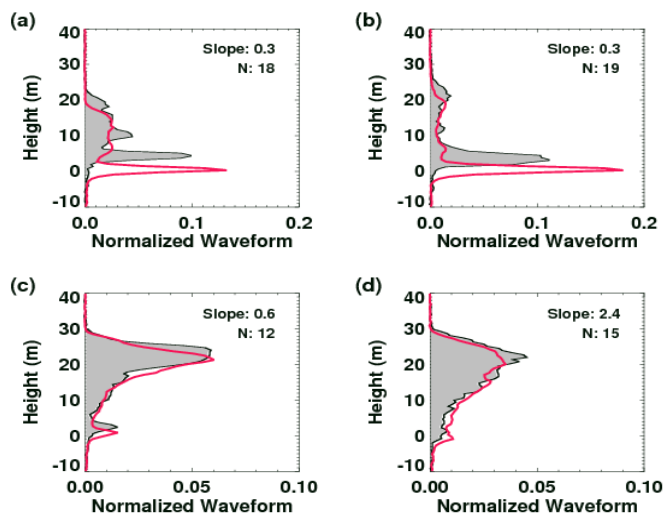 (a)
40
30
20
10
0
-10
Height (m)
Slope: 0.3
N: 18
0.0
0.1
0.2
Normalized Waveform
(b)
40
30
20
10
0
-10
Height (m)
Slope: 0.3
N: 19
0.0
0.1
0.2
Normalized Waveform
(c)
40
30
20
10
0
-10
Height (m)
Slope: 0.6
N: 12
0.00
0.05
0.10
Normalized Waveform
(d)
40
30
20
10
0
-10
Height (m)
Slope: 2.4
N: 15
0.00
0.05
0.10
Normalized Waveform